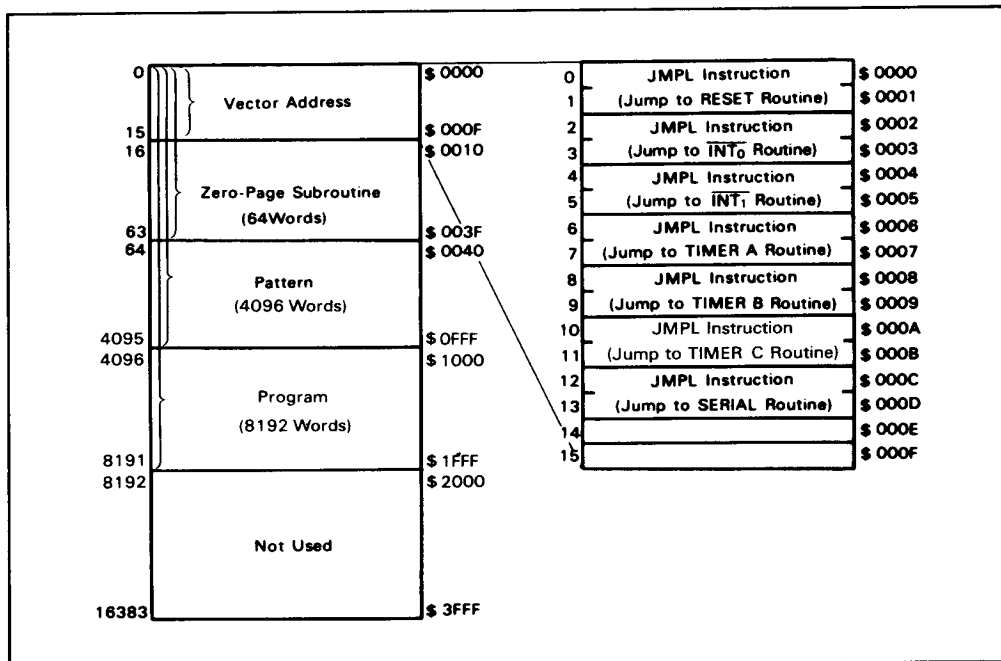 0
$ 0000
Vector Address
15
$ 000F
16
$ 0010
Zero-Page Subroutine
(64Words)
63
$ 003F
64
$ 0040
Pattern
(4096 Words)
4095
$ 0FFF
4096
$ 1000
Program
(8192 Words)
8191
$ 1FFF
8192
$ 2000
Not Used
16383
$ 3FFF
0 JMPL Instruction $ 0000
1 (Jump to RESET Routine) $ 0001
2 JMPL Instruction $ 0002
3 (Jump to INT0 Routine) $ 0003
4 JMPL Instruction $ 0004
5 (Jump to INT1 Routine) $ 0005
6 JMPL Instruction $ 0006
7 (Jump to TIMER A Routine) $ 0007
8 JMPL Instruction $ 0008
9 (Jump to TIMER B Routine) $ 0009
10 JMPL Instruction $ 000A
11 (Jump to TIMER C Routine) $ 000B
12 JMPL Instruction $ 000C
13 (Jump to SERIAL Routine) $ 000D
14 $ 000E
15 $ 000F